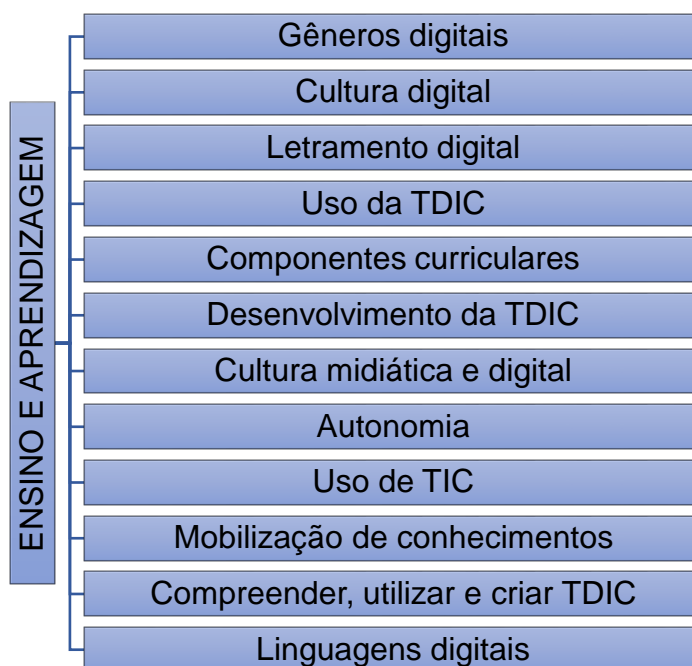 ENSINO E APRENDIZAGEM
Gêneros digitais
Cultura digital
Letramento digital
Uso da TDIC
Componentes curriculares
Desenvolvimento da TDIC
Cultura midiática e digital
Autonomia
Uso de TIC
Mobilização de conhecimentos
Compreender, utilizar e criar TDIC
Linguagens digitais